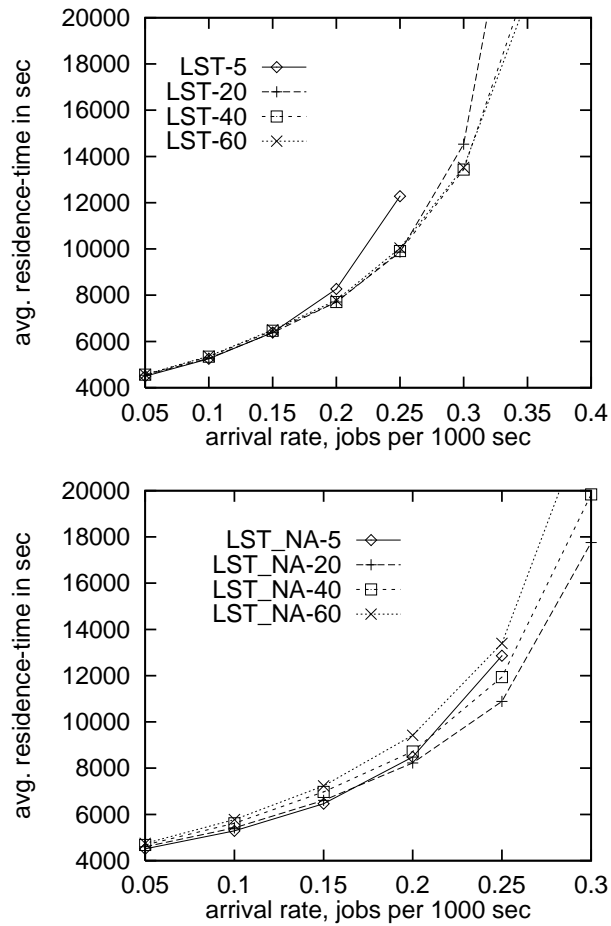 20000
18000
16000
14000
12000
10000
8000
6000
4000
avg. residence-time in sec
LST-5
LST-20
LST-40
LST-60
0.05 0.1 0.15 0.2 0.25 0.3 0.35 0.4
arrival rate, jobs per 1000 sec
20000
18000
16000
14000
12000
10000
8000
6000
4000
avg. residence-time in sec
LST_NA-5
LST_NA-20
LST_NA-40
LST_NA-60
0.05 0.1 0.15 0.2 0.25 0.3
arrival rate, jobs per 1000 sec